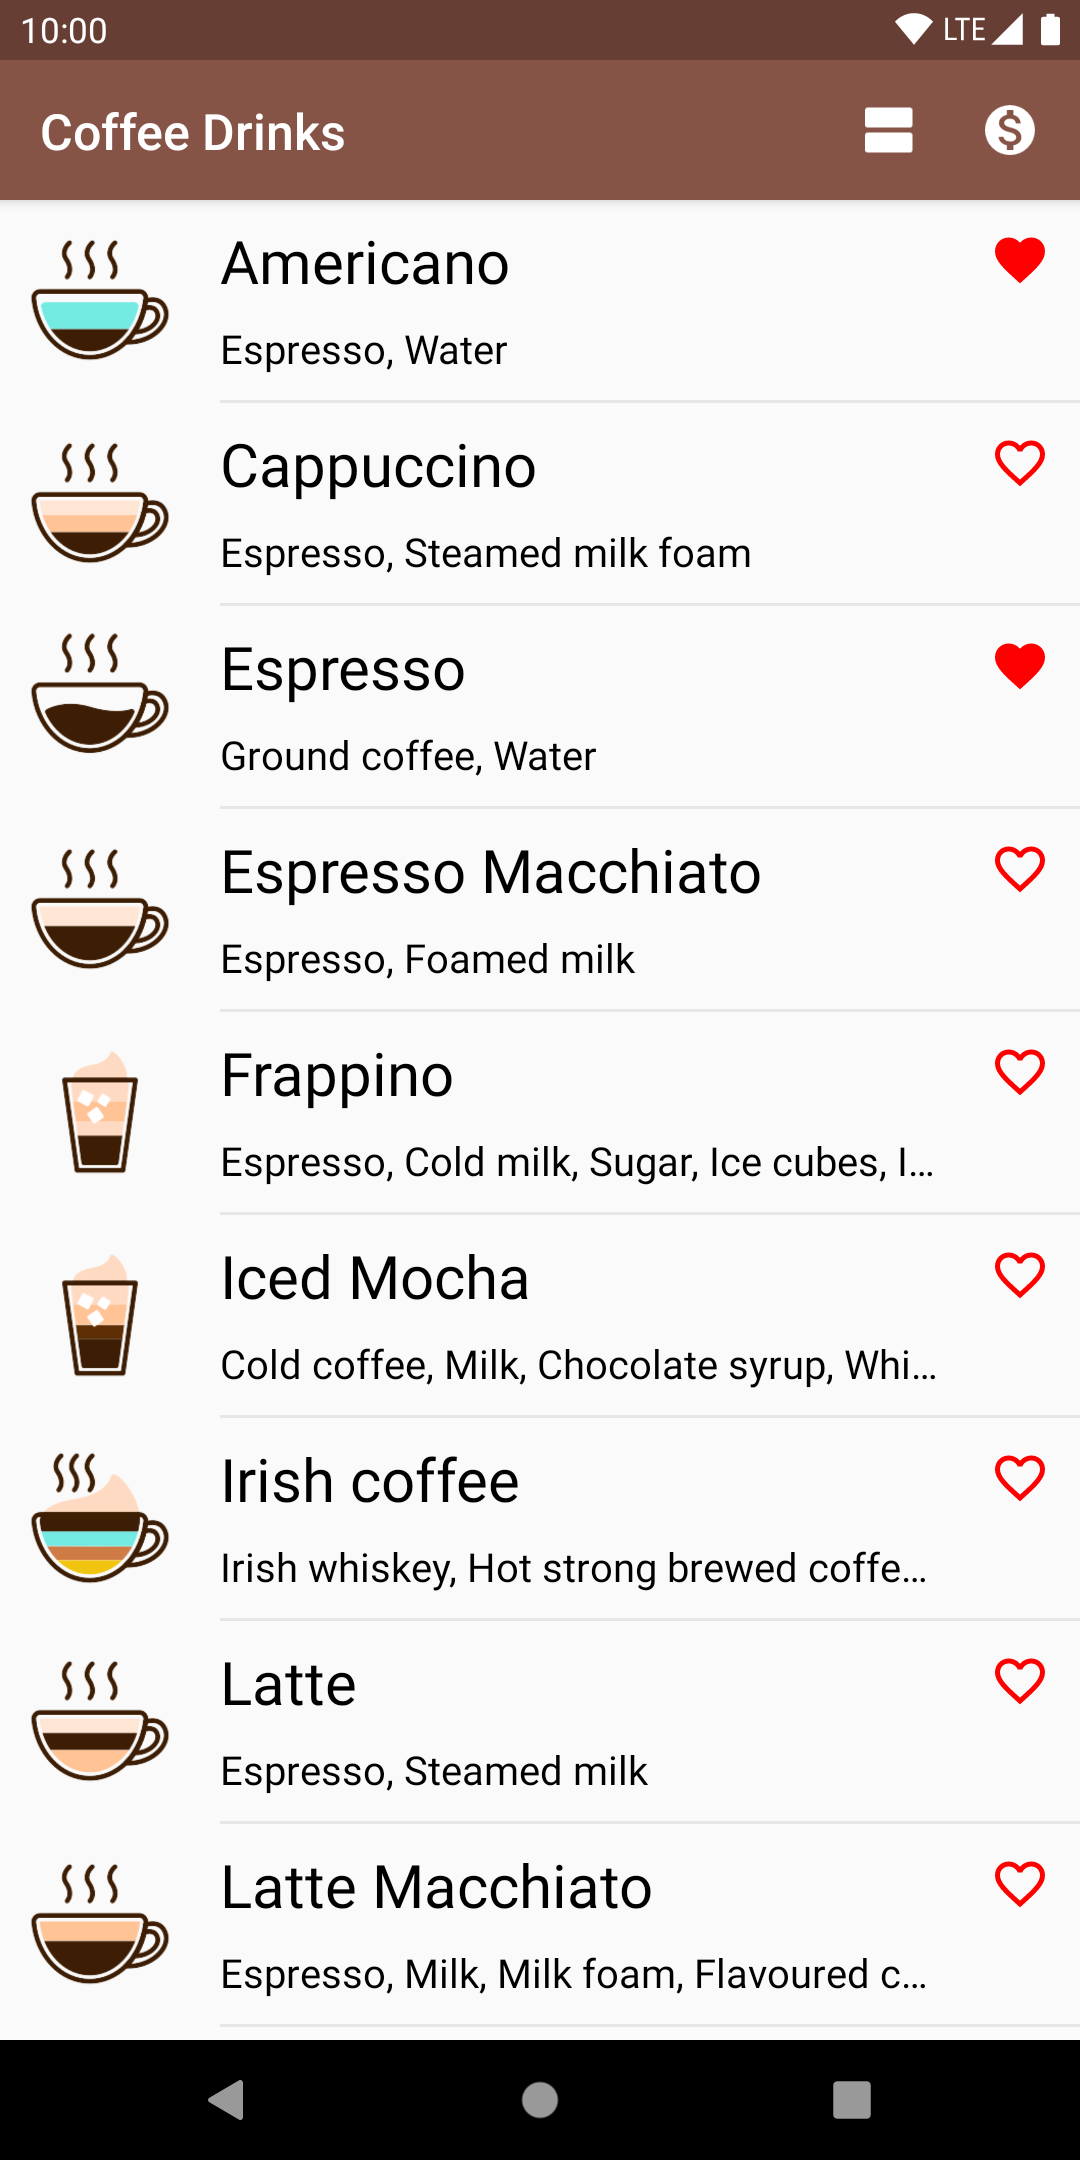 10:00
LTE
Coffee Drinks
Americano
Espresso, Water
Cappuccino
Espresso, Steamed milk foam
Espresso
Ground coffee, Water
Espresso Macchiato
Espresso, Foamed milk
Frappino
Espresso, Cold milk, Sugar, Ice cubes, I...
Iced Mocha
Cold coffee, Milk, Chocolate syrup, Whi...
Irish coffee
Irish whiskey, Hot strong brewed coffe...
Latte
Espresso, Steamed milk
Latte Macchiato
Espresso, Milk, Milk foam, Flavoured c...